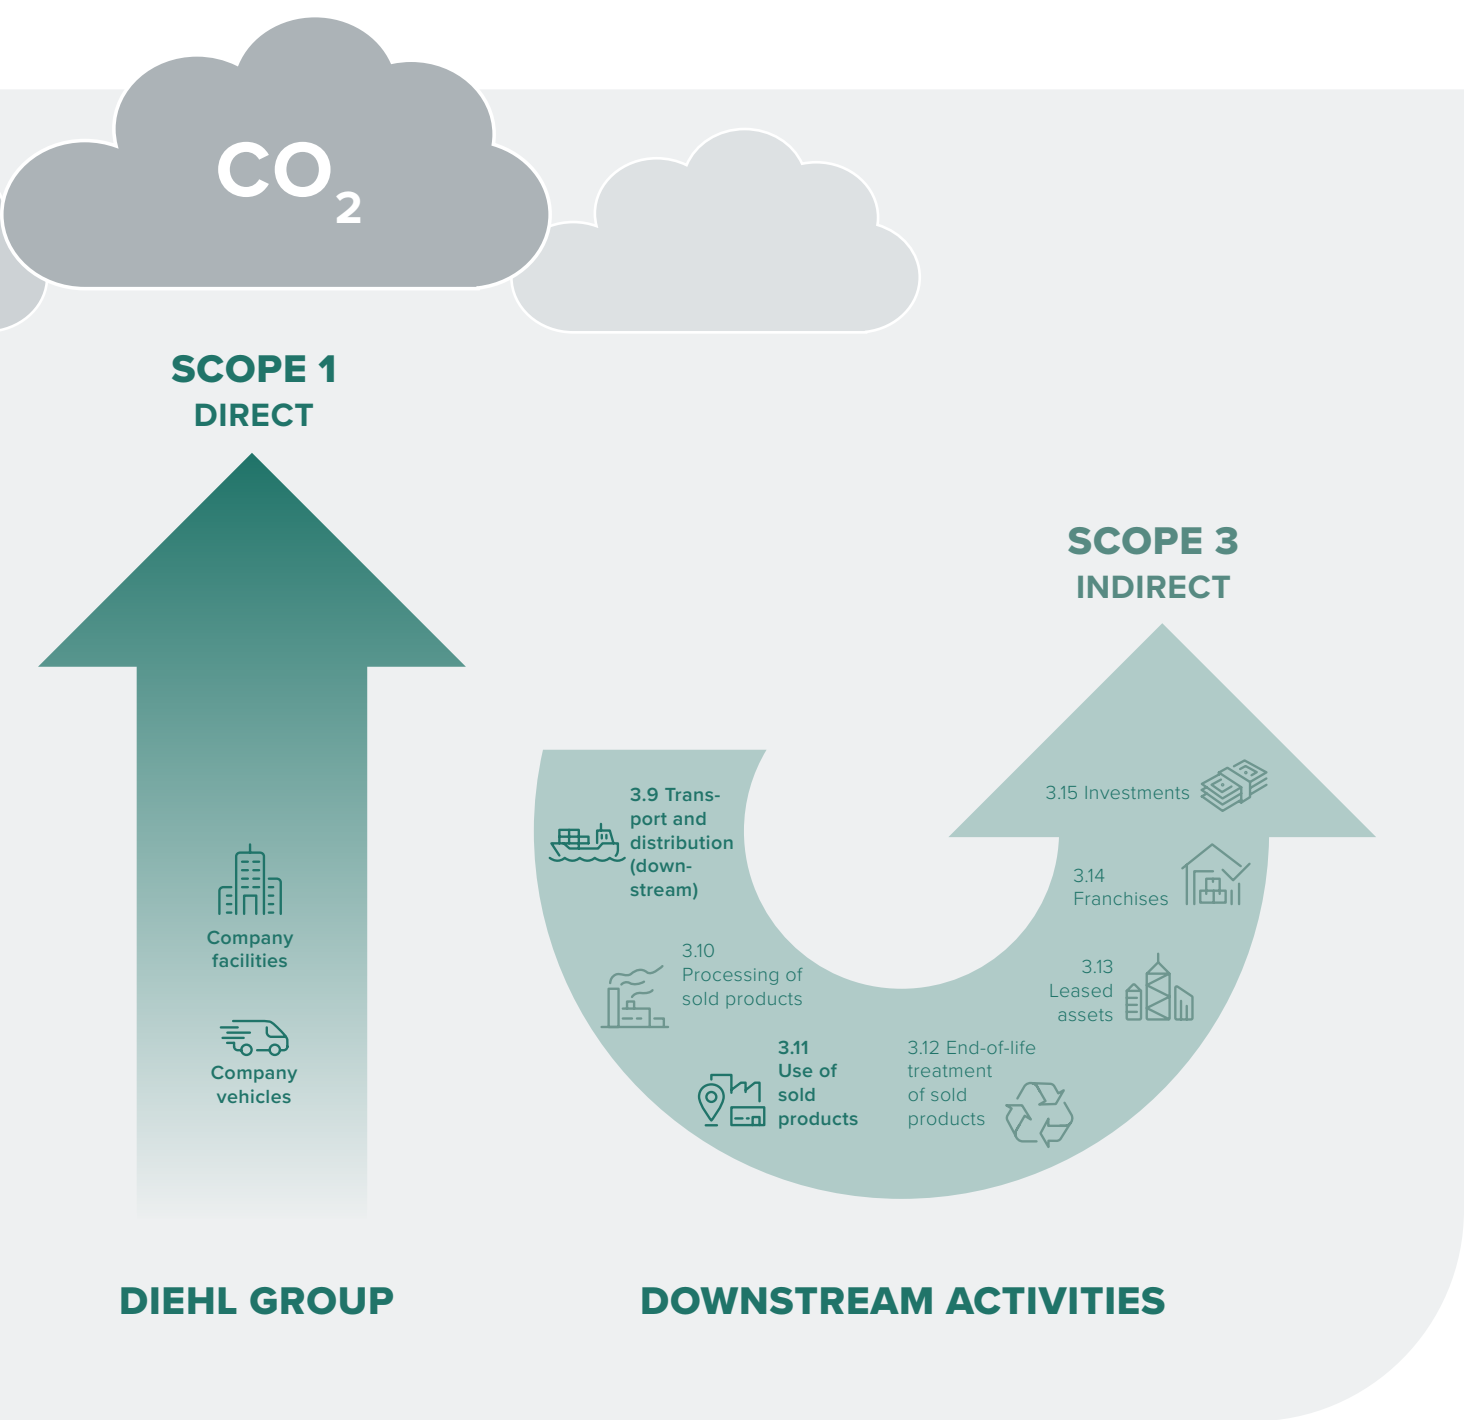 CO2
SCOPE 1
DIRECT
Company
facilities
Company
vehicles
DIEHL GROUP
SCOPE 3
INDIRECT
3.9 Trans-
port and
distribution
(down-
stream)
3.10
Processing of
sold products
3.11
Use of
sold
products
3.12 End-of-life
treatment
of sold
products
3.13
Leased
assets
3.14
Franchises
3.15 Investments
DOWNSTREAM ACTIVITIES